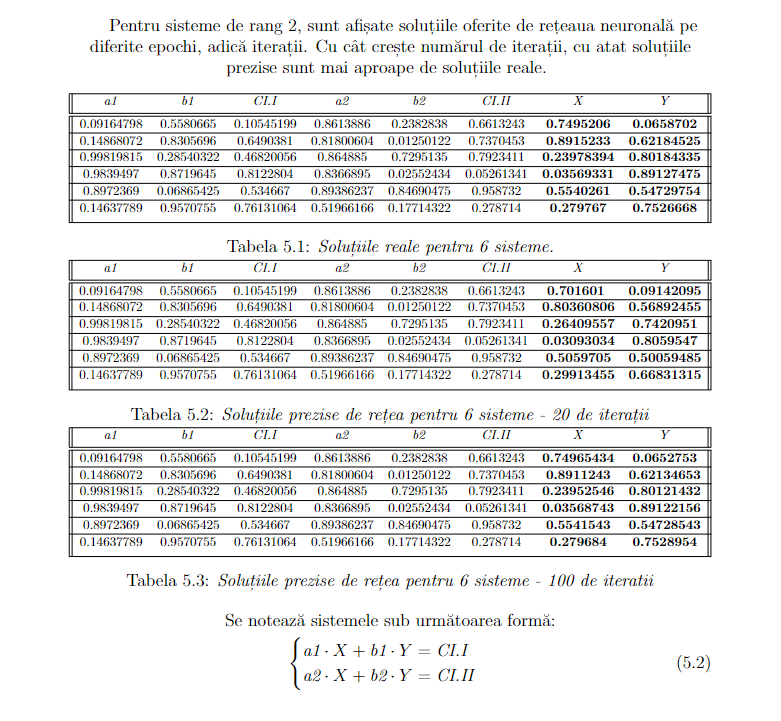 Pentru sisteme de rang 2, sunt afișate soluțiile oferite de rețeaua neuronală pe
diferite epochi, adică iterații. Cu cât crește numărul de iterații, cu atat soluțiile
prezise sunt mai aproape de soluțiile reale.
a1 b1 CI.I a2 b2 CI.II X Y
0.09164798 0.5580665 0.10545199 0.8613886 0.2382838 0.6613243 0.7495206 0.0658702
0.14868072 0.8305696 0.6490381 0.81800604 0.01250122 0.7370453 0.8915233 0.62184525
0.99819815 0.28540322 0.46820056 0.864885 0.7295135 0.7923411 0.23978394 0.80184335
0.9839497 0.8719645 0.8122804 0.8366895 0.02552434 0.05261341 0.03569331 0.89127475
0.8972369 0.06865425 0.534667 0.89386237 0.84690475 0.958732 0.5540261 0.54729754
0.14637789 0.9570755 0.76131064 0.51966166 0.17714322 0.278714 0.279767 0.7526668
Tabela 5.1: Soluțiile reale pentru 6 sisteme.
a1 b1 CI.I a2 b2 CI.II X Y
0.09164798 0.5580665 0.10545199 0.8613886 0.2382838 0.6613243 0.701601 0.09142095
0.14868072 0.8305696 0.6490381 0.81800604 0.01250122 0.7370453 0.80360806 0.56892455
0.99819815 0.28540322 0.46820056 0.864885 0.7295135 0.7923411 0.26409557 0.7420951
0.9839497 0.8719645 0.8122804 0.8366895 0.02552434 0.05261341 0.03093034 0.8059547
0.8972369 0.06865425 0.534667 0.89386237 0.84690475 0.958732 0.5059705 0.50059485
0.14637789 0.9570755 0.76131064 0.51966166 0.17714322 0.278714 0.29913455 0.66831315
Tabela 5.2: Soluțiile prezise de rețea pentru 6 sisteme - 20 de iterații
a1 b1 CI.I a2 b2 CI.II X Y
0.09164798 0.5580665 0.10545199 0.8613886 0.2382838 0.6613243 0.74965434 0.0652753
0.14868072 0.8305696 0.6490381 0.81800604 0.01250122 0.7370453 0.8911243 0.62134653
0.99819815 0.28540322 0.46820056 0.864885 0.7295135 0.7923411 0.23952546 0.80121432
0.9839497 0.8719645 0.8122804 0.8366895 0.02552434 0.05261341 0.03568743 0.89122156
0.8972369 0.06865425 0.534667 0.89386237 0.84690475 0.958732 0.5541543 0.54728543
0.14637789 0.9570755 0.76131064 0.51966166 0.17714322 0.278714 0.279684 0.7528954
Tabela 5.3: Soluțiile prezise de rețea pentru 6 sisteme - 100 de iteratii
Se notează sistemele sub următoarea formă:
a1 · X + b1 · Y = CI.I
a2 · X + b2 · Y = CI.II
(5.2)